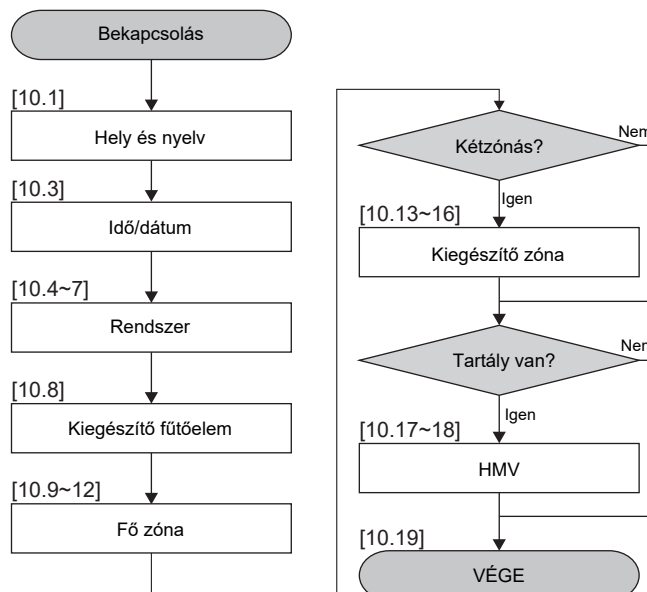 Bekapcsolás
[10.1]
Hely és nyelv
[10.3]
Idő/dátum
[10.4~7]
Rendszer
[10.8]
Kiegészítő fűtőelem
[10.9~12]
Fő zóna
Kétzónás?
Nem
Igen
[10.13~16]
Kiegészítő zóna
Tartály van?
Nem
Igen
[10.17~18]
HMV
[10.19]
VÉGE